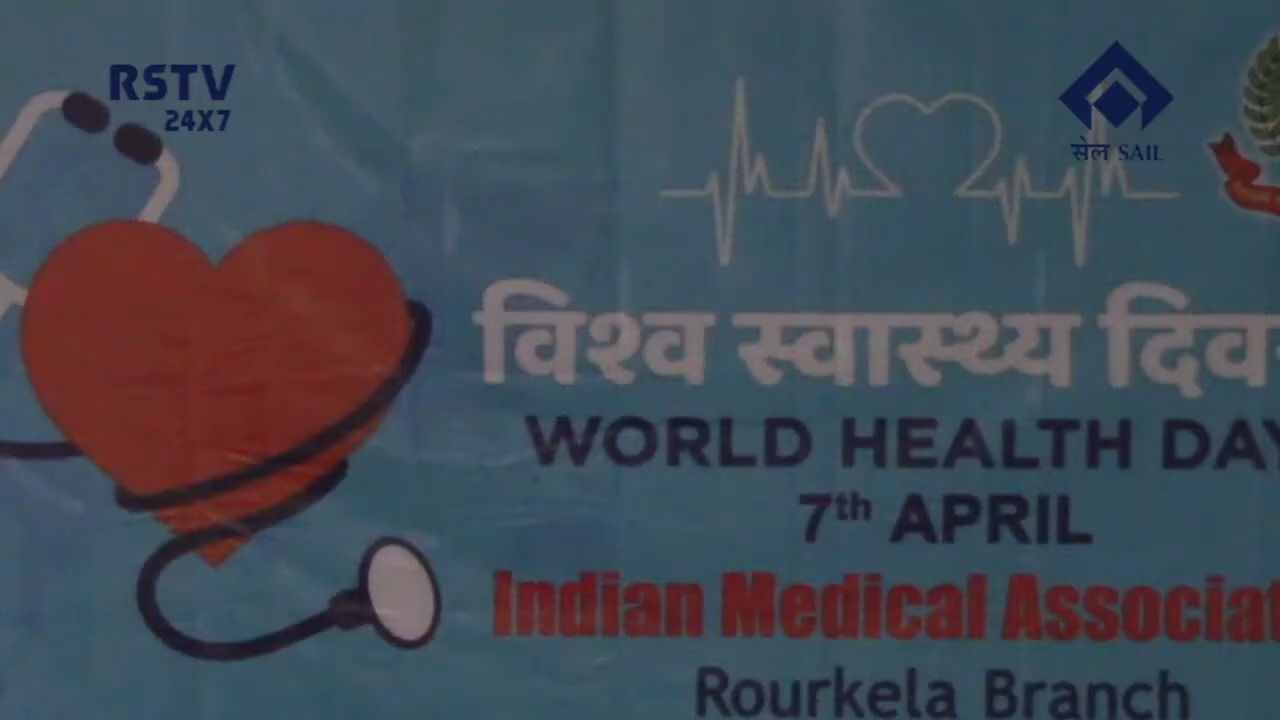 RSTV
24X7
सेल SAIL
विश्व स्वास्थ्य दिव
WORLD HEALTH DAY
7th APRIL
Indian Medical Associat
Rourkela Branch